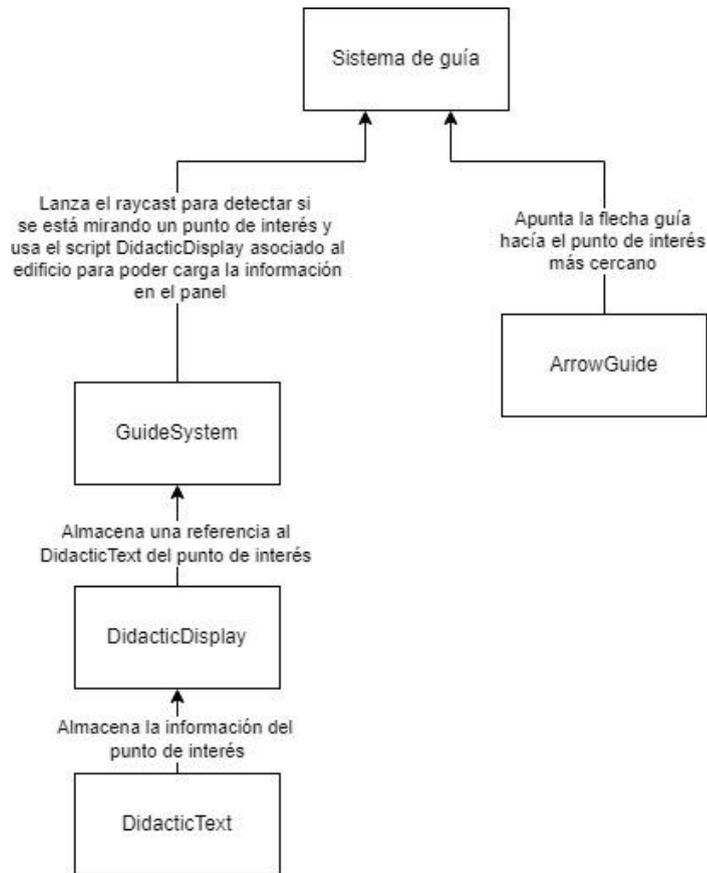 Sistema de guía
Lanza el raycast para detectar si
se está mirando un punto de interés y
usa el script DidacticDisplay asociado al
edificio para poder carga la información
en el panel
Apunta la flecha guía
hacía el punto de interés
más cercano
ArrowGuide
GuideSystem
Almacena una referencia al
DidacticText del punto de interés
DidacticDisplay
Almacena la información del
punto de interés
DidacticText